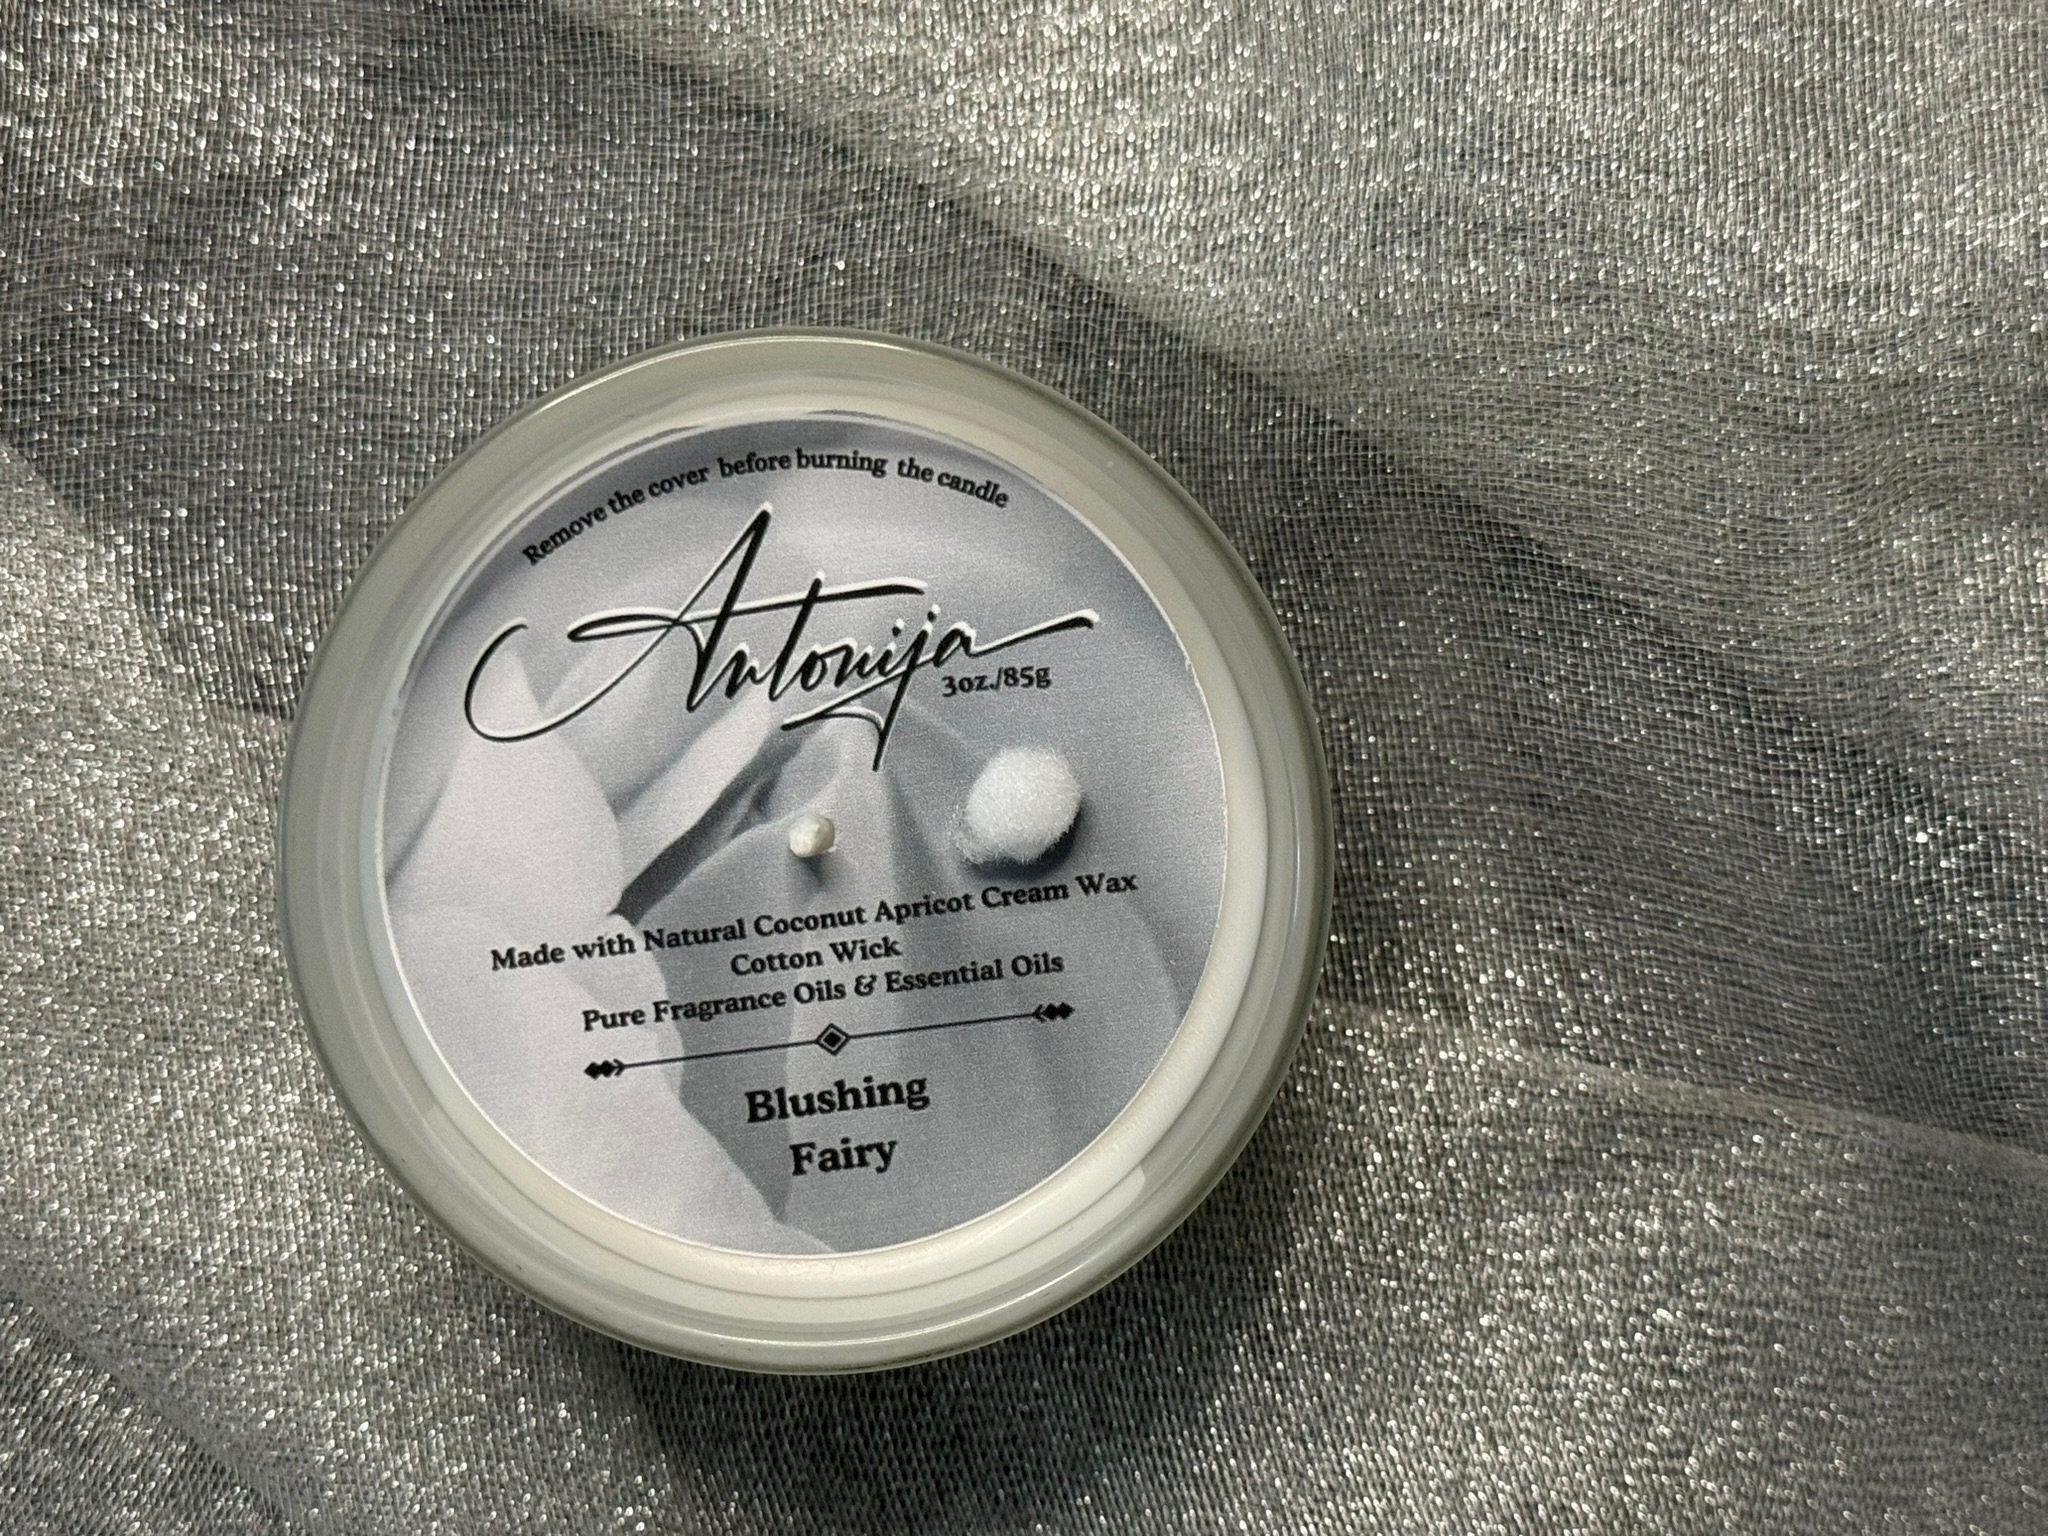 Remove the cover before burning the candle
Antonija
3oz./85g
Made with Natural Coconut Apricot Cream Wax
Cotton Wick
Pure Fragrance Oils & Essential Oils
Blushing
Fairy